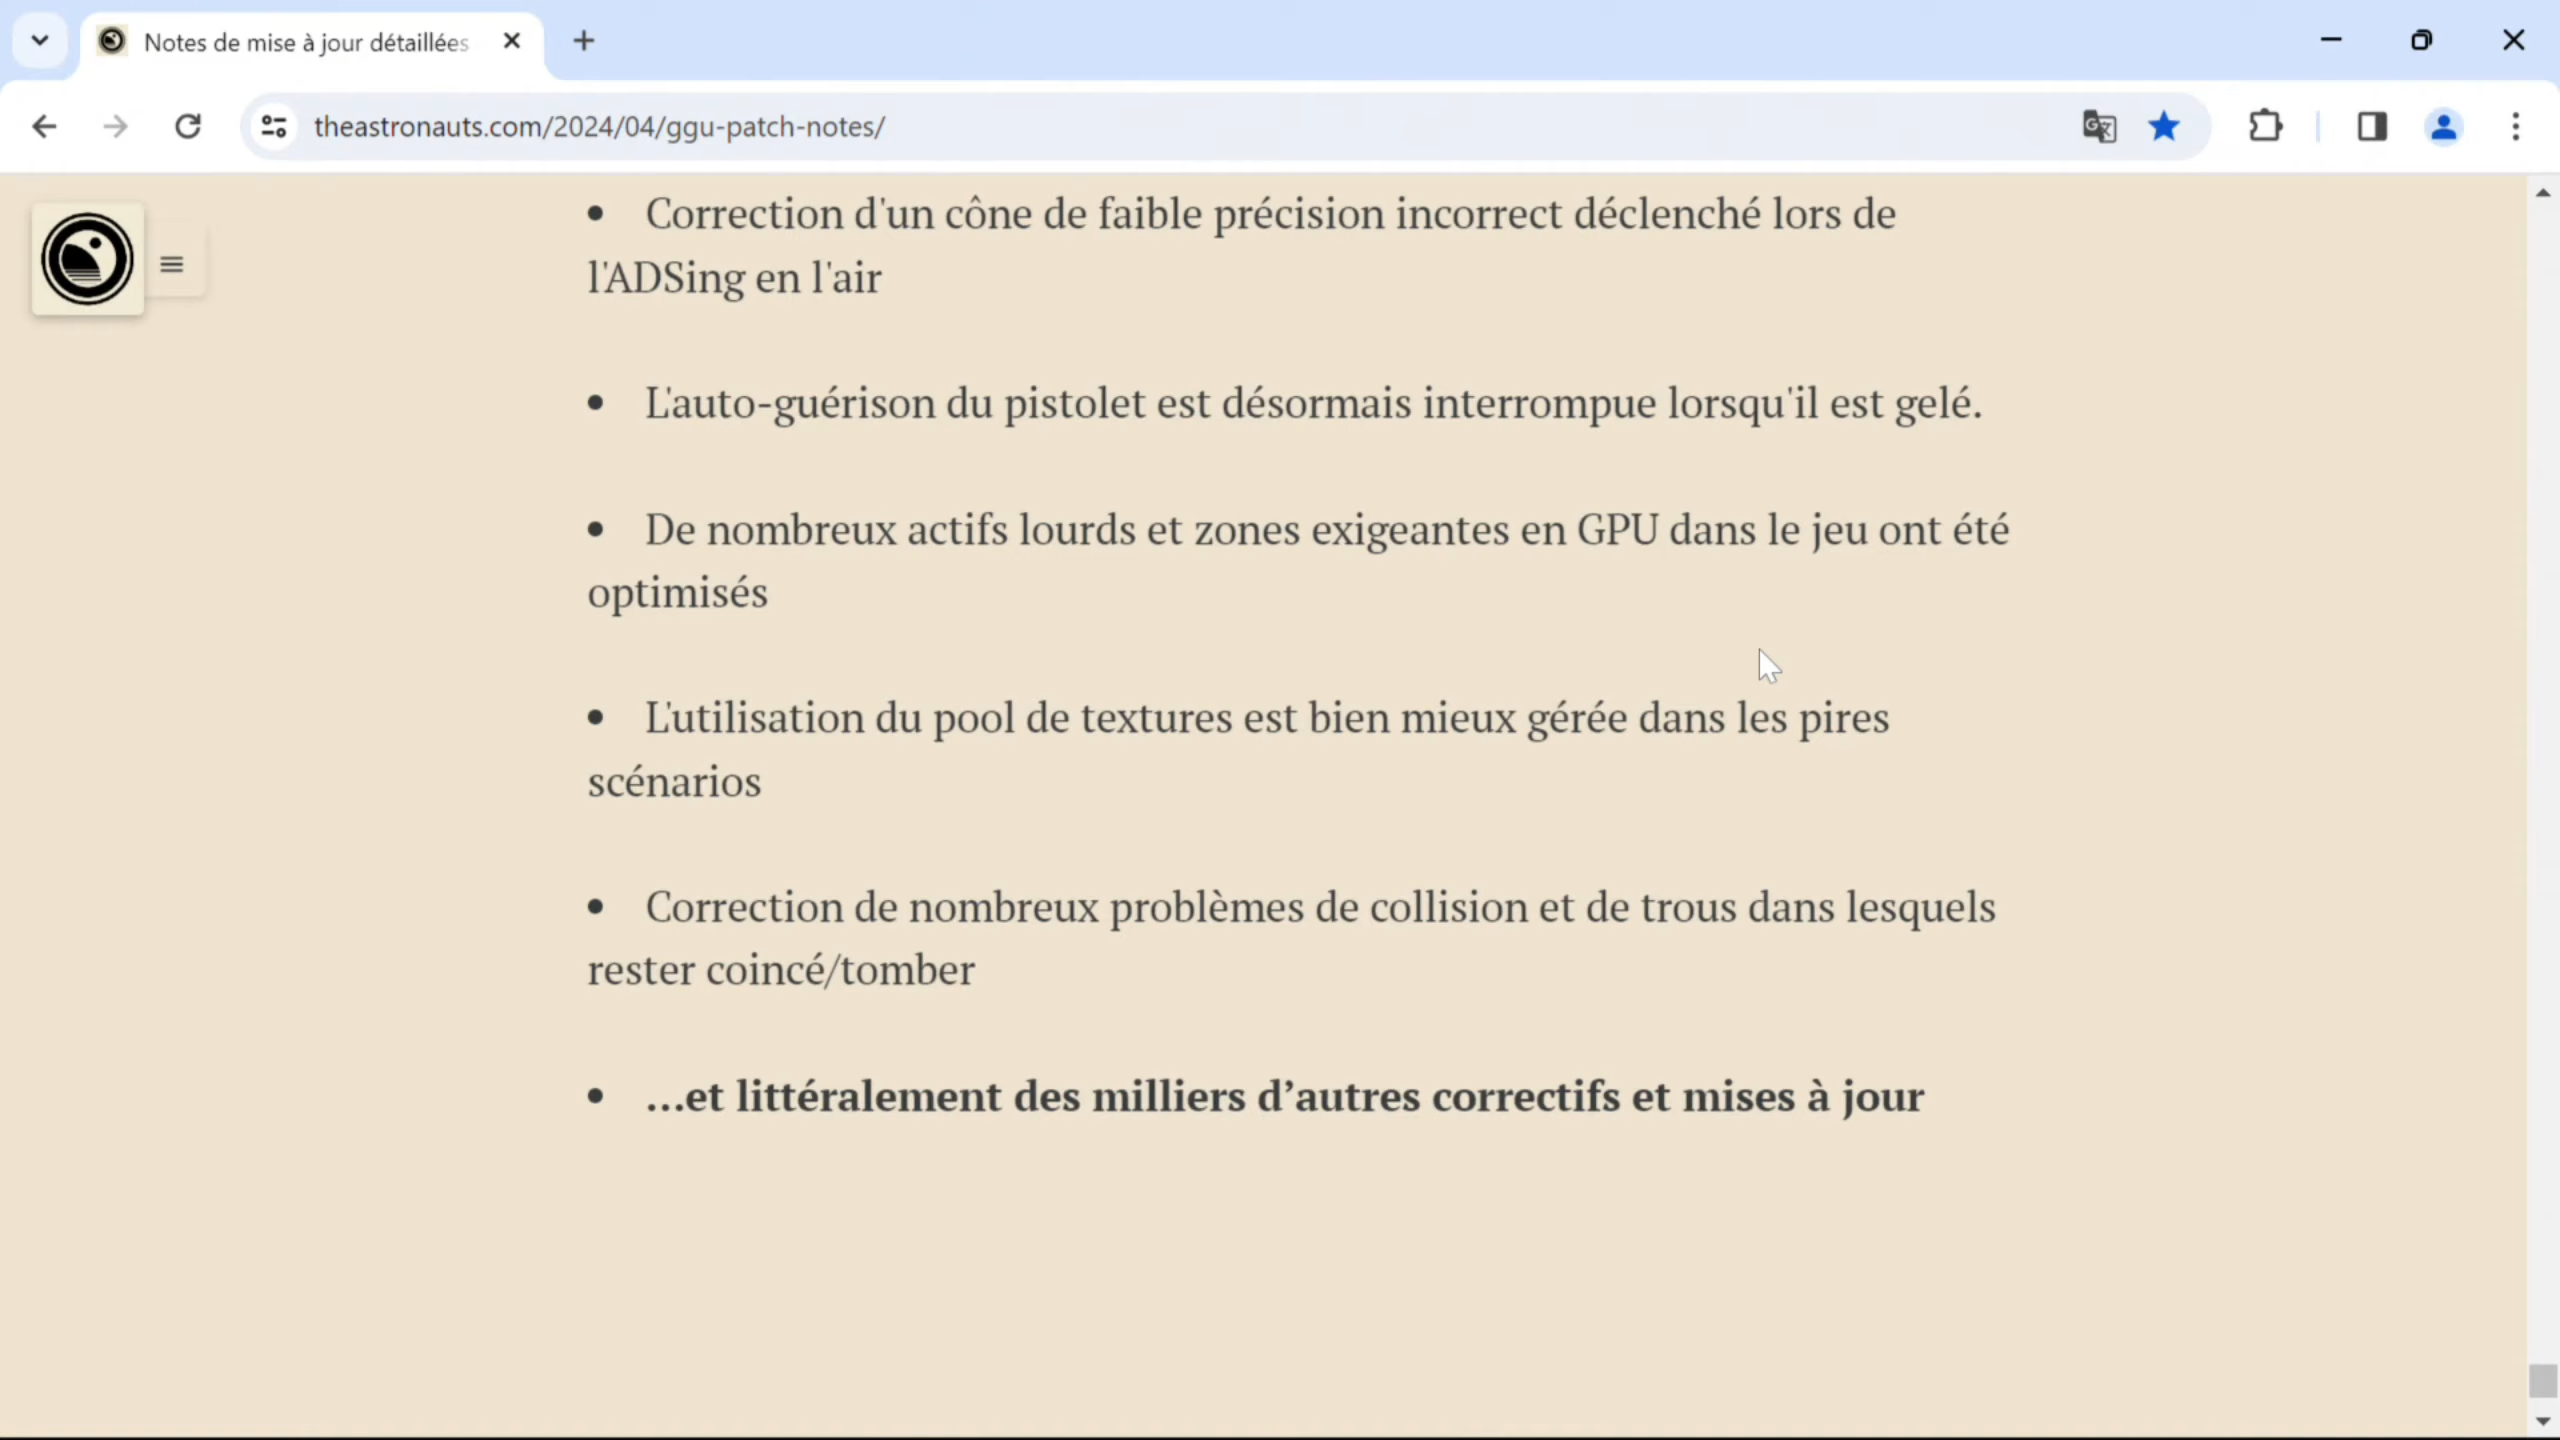 Notes de mise à jour détaillées
theastronauts.com/2024/04/ggu-patch-notes/
• Correction d'un cône de faible précision incorrect déclenché lors de
l'ADSing en l'air
• L'auto-guérison du pistolet est désormais interrompue lorsqu'il est gelé.
• De nombreux actifs lourds et zones exigeantes en GPU dans le jeu ont été
optimisés
• L'utilisation du pool de textures est bien mieux gérée dans les pires
scénarios
• Correction de nombreux problèmes de collision et de trous dans lesquels
rester coincé/tomber
• …et littéralement des milliers d’autres correctifs et mises à jour